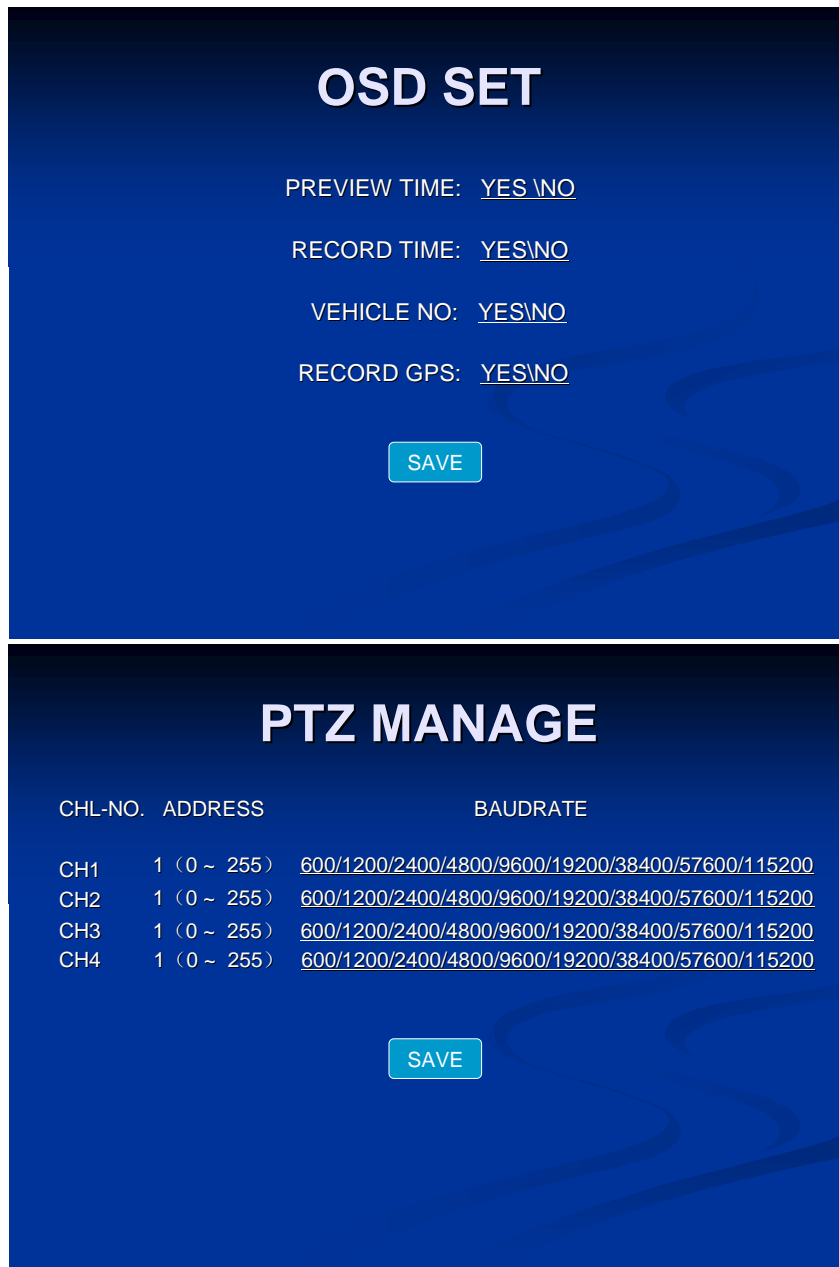 OSD SET
PREVIEW TIME: YES \NO
RECORD TIME: YES\NO
VEHICLE NO: YES\NO
RECORD GPS: YES\NO
SAVE
PTZ MANAGE
CHL-NO. ADDRESS BAUDRATE
CH1 1（0 ~ 255） 600/1200/2400/4800/9600/19200/38400/57600/115200
CH2 1（0 ~ 255） 600/1200/2400/4800/9600/19200/38400/57600/115200
CH3 1（0 ~ 255） 600/1200/2400/4800/9600/19200/38400/57600/115200
CH4 1（0 ~ 255） 600/1200/2400/4800/9600/19200/38400/57600/115200
SAVE